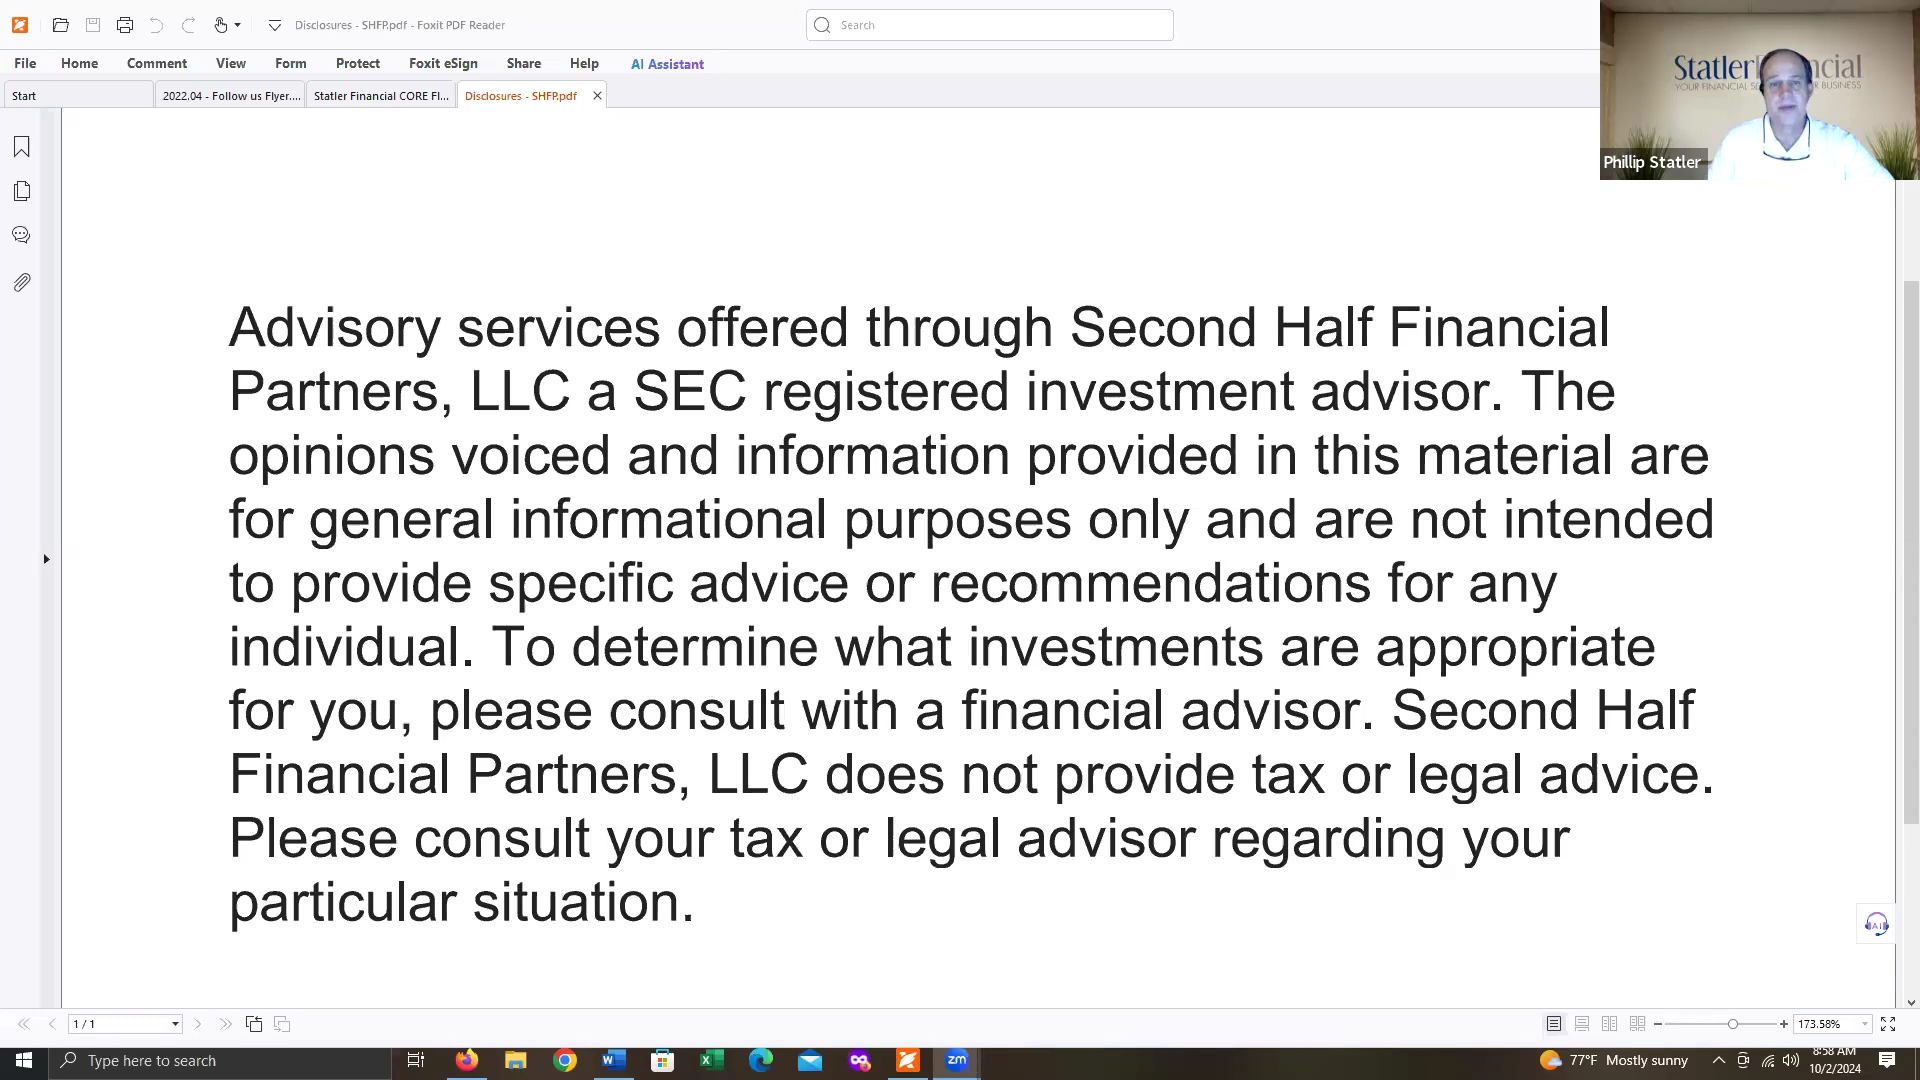 Disclosures - SHFP.pdf - Foxit PDF Reader
Search
File Home Comment View Form Protect Foxit eSign Share Help AI Assistant
Start 2022.04 - Follow us Flyer.... Statler Financial CORE Fl... Disclosures - SHFP.pdf
Phillip Statler
Advisory services offered through Second Half Financial
Partners, LLC a SEC registered investment advisor. The
opinions voiced and information provided in this material are
for general informational purposes only and are not intended
to provide specific advice or recommendations for any
individual. To determine what investments are appropriate
for you, please consult with a financial advisor. Second Half
Financial Partners, LLC does not provide tax or legal advice.
Please consult your tax or legal advisor regarding your
particular situation.
AI
1 / 1
173.58%
Type here to search
zm
77°F Mostly sunny
8:58 AM
10/2/2024